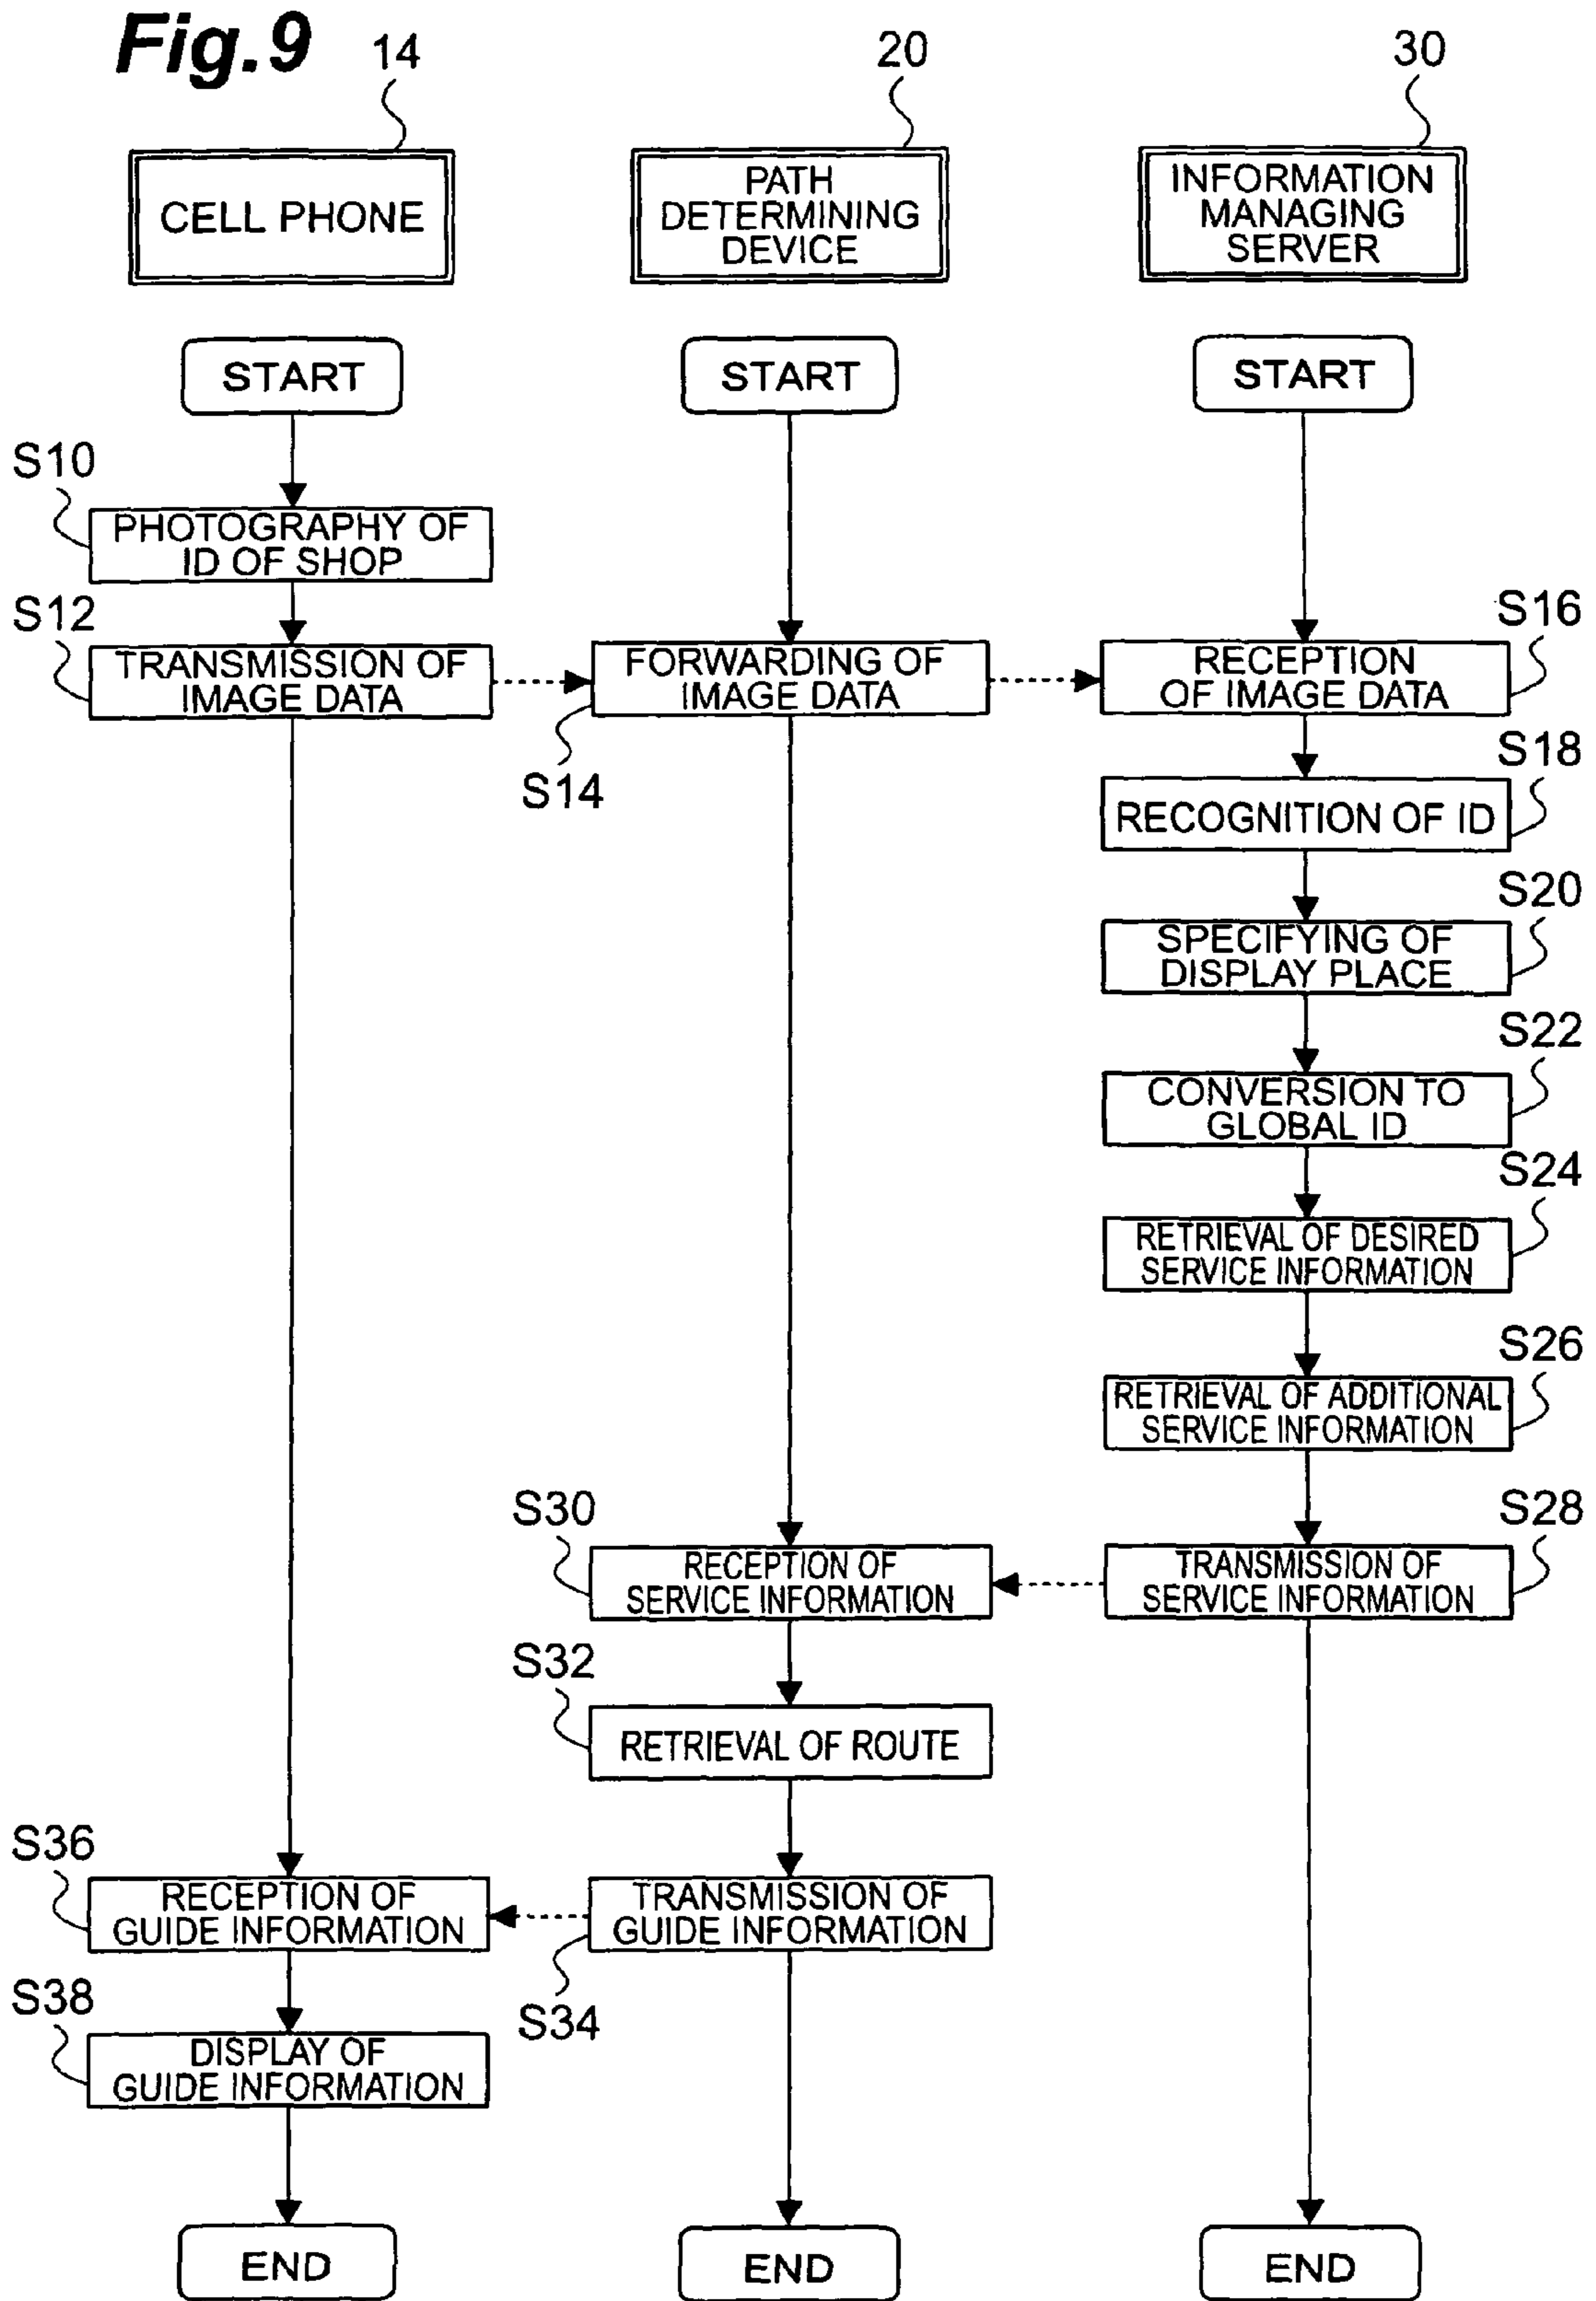 Fig.9
14
20
30
CELL PHONE
PATH
DETERMINING
DEVICE
INFORMATION
MANAGING
SERVER
START
START
START
S10
PHOTOGRAPHY OF
ID OF SHOP
S12
TRANSMISSION OF
IMAGE DATA
FORWARDING OF
IMAGE DATA
S14
S16
RECEPTION
OF IMAGE DATA
S18
RECOGNITION OF ID
S20
SPECIFYING OF
DISPLAY PLACE
S22
CONVERSION TO
GLOBAL ID
S24
RETRIEVAL OF DESIRED
SERVICE INFORMATION
S26
RETRIEVAL OF ADDITIONAL
SERVICE INFORMATION
S28
TRANSMISSION OF
SERVICE INFORMATION
S30
RECEPTION OF
SERVICE INFORMATION
S32
RETRIEVAL OF ROUTE
S34
TRANSMISSION OF
GUIDE INFORMATION
S36
RECEPTION OF
GUIDE INFORMATION
S38
DISPLAY OF
GUIDE INFORMATION
END
END
END